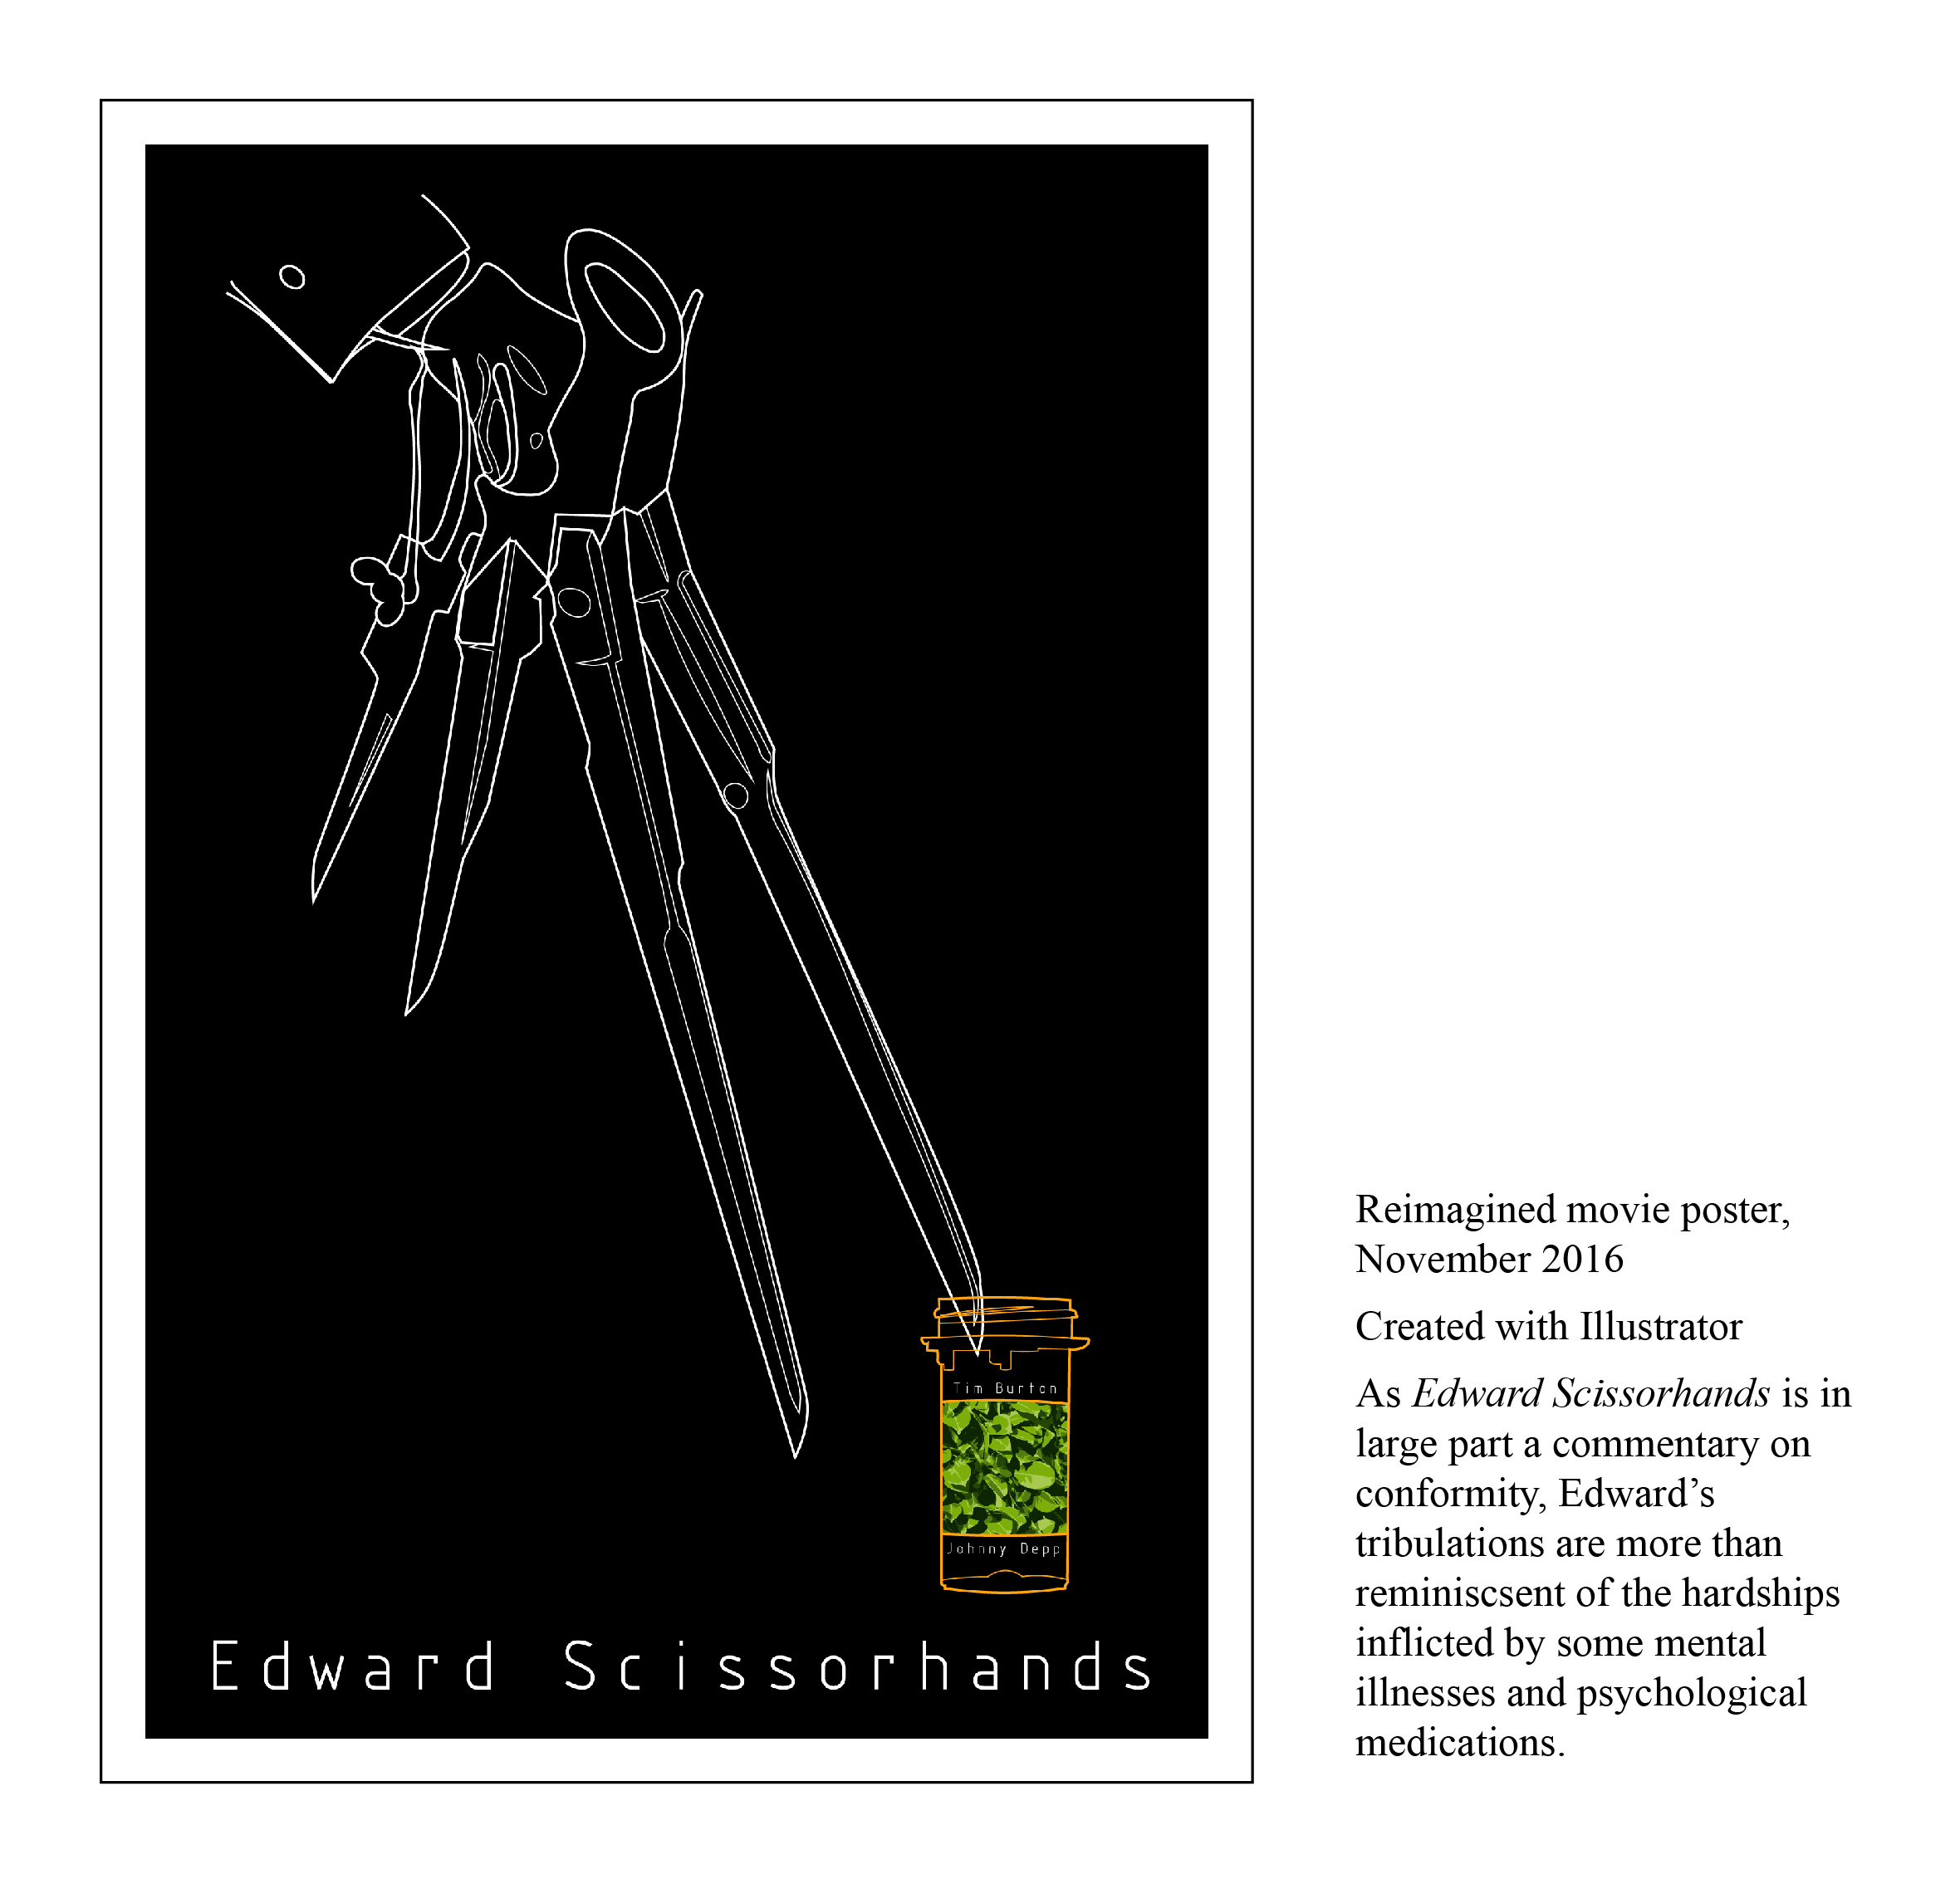 Tim Burton
Johnny Depp
Edward Scissorhands
Reimagined movie poster,
November 2016
Created with Illustrator
As Edward Scissorhands is in
large part a commentary on
conformity, Edward’s
tribulations are more than
reminiscsent of the hardships
inflicted by some mental
illnesses and psychological
medications.